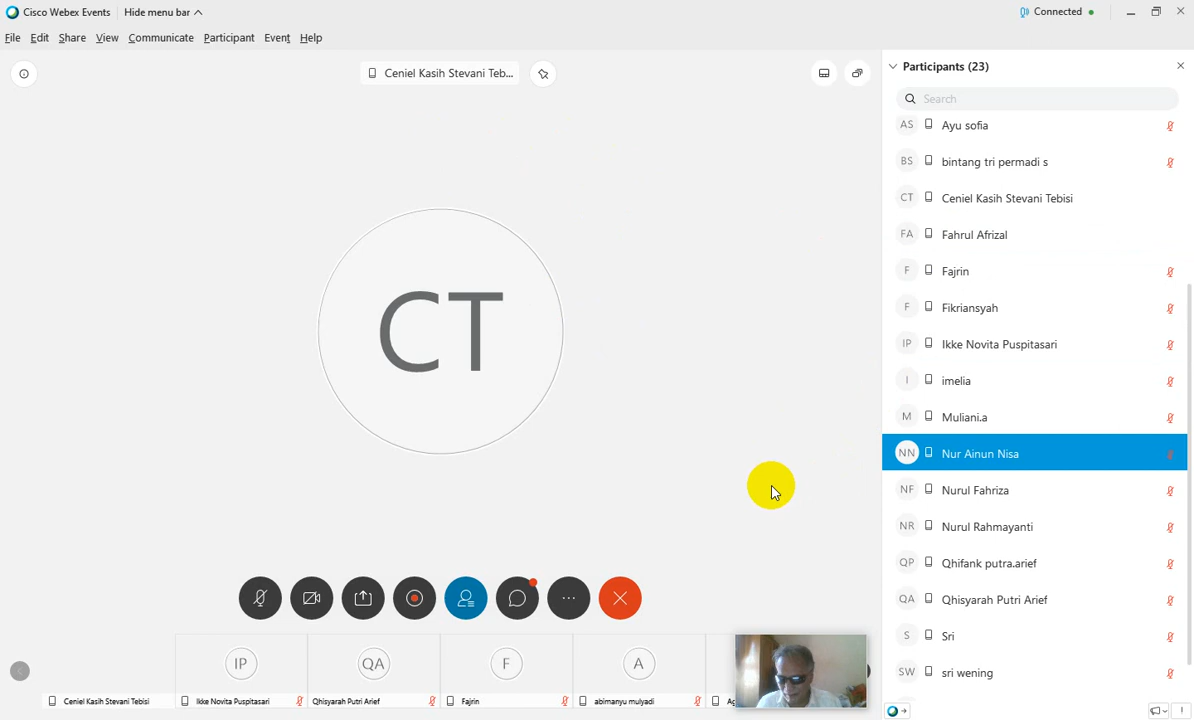 Cisco Webex Events Hide menu bar Connected
File Edit Share View Communicate Participant Event Help
Ceniel Kasih Stevani Teb...
CT
Participants (23)
Search
AS Ayu sofia
BS bintang tri permadi s
CT Ceniel Kasih Stevani Tebisi
FA Fahrul Afrizal
F Fajrin
F Fikriansyah
IP Ikke Novita Puspitasari
I imelia
M Muliani.a
NN Nur Ainun Nisa
NF Nurul Fahriza
NR Nurul Rahmayanti
QP Qhifank putra.arief
QA Qhisyarah Putri Arief
S Sri
SW sri wening
IP QA F A
Ceniel Kasih Stevani Tebisi Ikke Novita Puspitasari Qhisyarah Putri Arief Fajrin abimanyu mulyadi